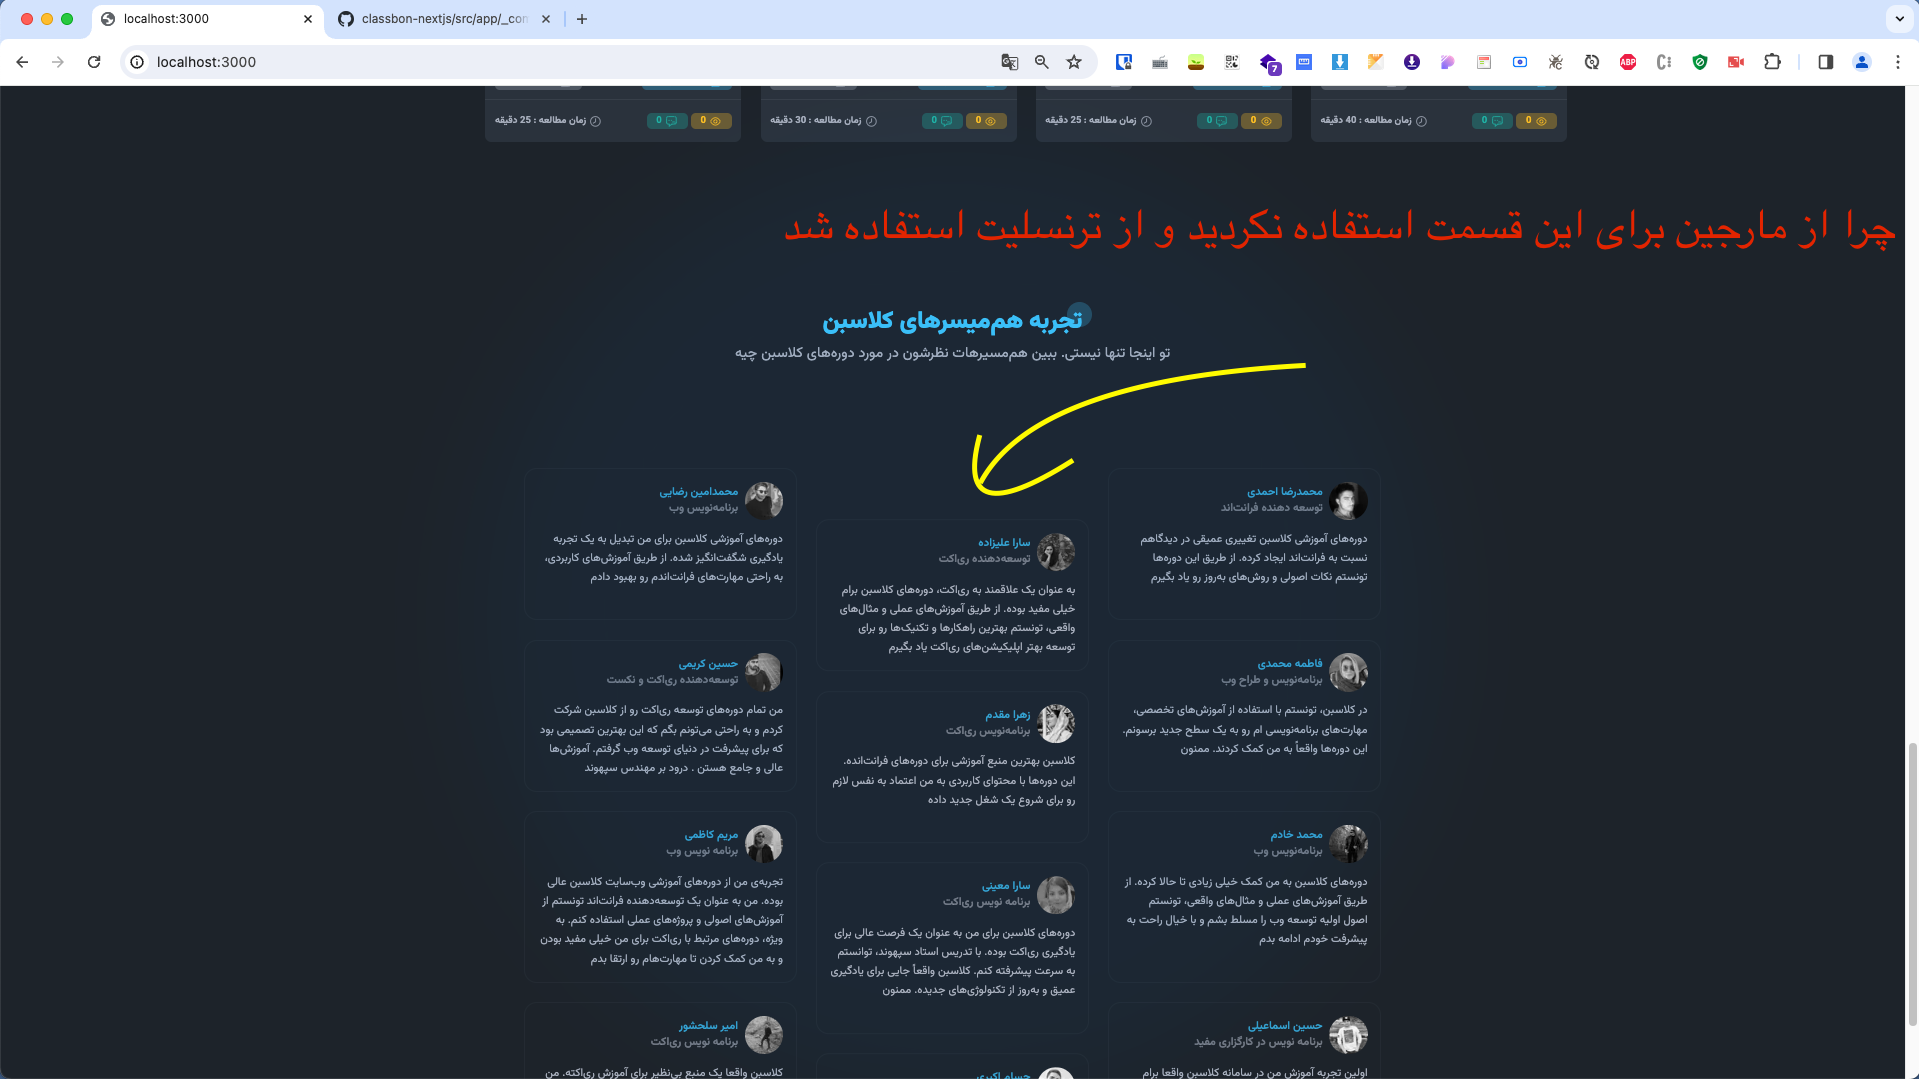 localhost:3000
classbon-nextjs/src/app/_con
localhost:3000
7
ABP
زمان مطالعه : 40 دقیقه 0 0
زمان مطالعه : 25 دقیقه 0 0
زمان مطالعه : 30 دقیقه 0 0
زمان مطالعه : 25 دقیقه 0 0
چرا از مارجین برای این قسمت استفاده نکردید و از ترنسلیت استفاده شد
تجربه هم‌میسرهای کلاسبن
تو اینجا تنها نیستی. ببین هم‌مسیرهات نظرشون در مورد دوره‌های کلاسبن چیه
محمدرضا احمدی
توسعه دهنده فرانت‌اند
دوره‌های آموزشی کلاسبن تغییری عمیقی در دیدگاهم
نسبت به فرانت‌اند ایجاد کرده. از طریق این دوره‌ها
تونستم نکات اصولی و روش‌های به‌روز رو یاد بگیرم
فاطمه محمدی
برنامه‌نویس و طراح وب
در کلاسبن، تونستم با استفاده از آموزش‌های تخصصی،
مهارت‌های برنامه‌نویسی ام رو به یک سطح جدید برسونم.
این دوره‌ها واقعاً به من کمک کردند. ممنون
محمد خادم
برنامه‌نویس وب
دوره‌های کلاسبن به من کمک خیلی زیادی تا حالا کرده. از
طریق آموزش‌های عملی و مثال‌های واقعی، تونستم
اصول اولیه توسعه وب را مسلط بشم و با خیال راحت به
پیشرفت خودم ادامه بدم
حسین اسماعیلی
برنامه نویس در کارگزاری مفید
اولین تجربه آموزش من در سامانه کلاسبن واقعا برام
سارا علیزاده
توسعه‌دهنده ری‌اکت
به عنوان یک علاقمند به ری‌اکت، دوره‌های کلاسبن برام
خیلی مفید بوده. از طریق آموزش‌های عملی و مثال‌های
واقعی، تونستم بهترین راهکارها و تکنیک‌ها رو برای
توسعه بهتر اپلیکیشن‌های ری‌اکت یاد بگیرم
زهرا مقدم
برنامه‌نویس ری‌اکت
کلاسبن بهترین منبع آموزشی برای دوره‌های فرانت‌انده.
این دوره‌ها با محتوای کاربردی به من اعتماد به نفس لازم
رو برای شروع یک شغل جدید داده
سارا معینی
برنامه نویس ری‌اکت
دوره‌های کلاسبن برای من به عنوان یک فرصت عالی برای
یادگیری ری‌اکت بوده. با تدریس استاد سپهوند، توانستم
به سرعت پیشرفته کنم. کلاسبن واقعاً جایی برای یادگیری
عمیق و به‌روز از تکنولوژی‌های جدیده. ممنون
حسام اکبری
محمدامین رضایی
برنامه‌نویس وب
دوره‌های آموزشی کلاسبن برای من تبدیل به یک تجربه
یادگیری شگفت‌انگیز شده. از طریق آموزش‌های کاربردی،
به راحتی مهارت‌های فرانت‌اندم رو بهبود دادم
حسین کریمی
توسعه‌دهنده ری‌اکت و نکست
من تمام دوره‌های توسعه ری‌اکت رو از کلاسبن شرکت
کردم و به راحتی می‌تونم بگم که این بهترین تصمیمی بود
که برای پیشرفت در دنیای توسعه وب گرفتم. آموزش‌ها
عالی و جامع هستن . درود بر مهندس سپهوند
مریم کاظمی
برنامه نویس وب
تجربه‌ی من از دوره‌های آموزشی وب‌سایت کلاسبن عالی
بوده. من به عنوان یک توسعه‌دهنده فرانت‌اند تونستم از
آموزش‌های اصولی و پروژه‌های عملی استفاده کنم. به
ویژه، دوره‌های مرتبط با ری‌اکت برای من خیلی مفید بودن
و به من کمک کردن تا مهارت‌هام رو ارتقا بدم
امیر سلحشور
برنامه نویس ری‌اکت
کلاسبن واقعا یک منبع بی‌نظیر برای آموزش ری‌اکته. من